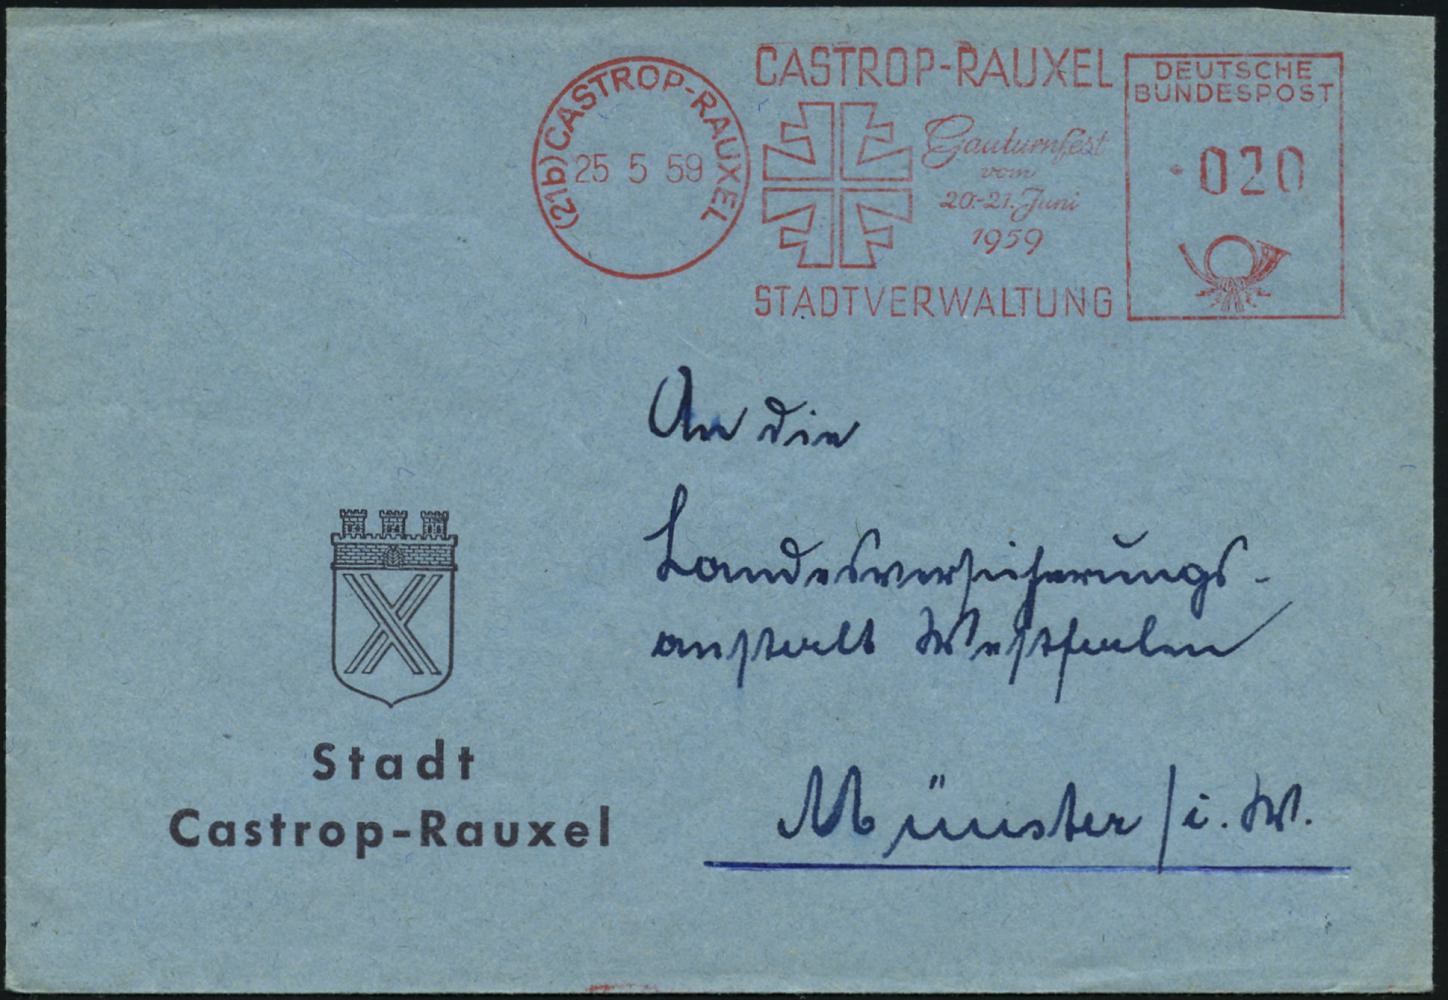 (21b) CASTROP-RAUXEL
25 5 59
CASTROP-RAUXEL
Gauturnfest
vom
20.-21. Juni
1959
STADTVERWALTUNG
DEUTSCHE
BUNDESPOST
020
An die
Landesversicherungs-
anstalt Westfalen
Münster / i. W.
Stadt
Castrop-Rauxel